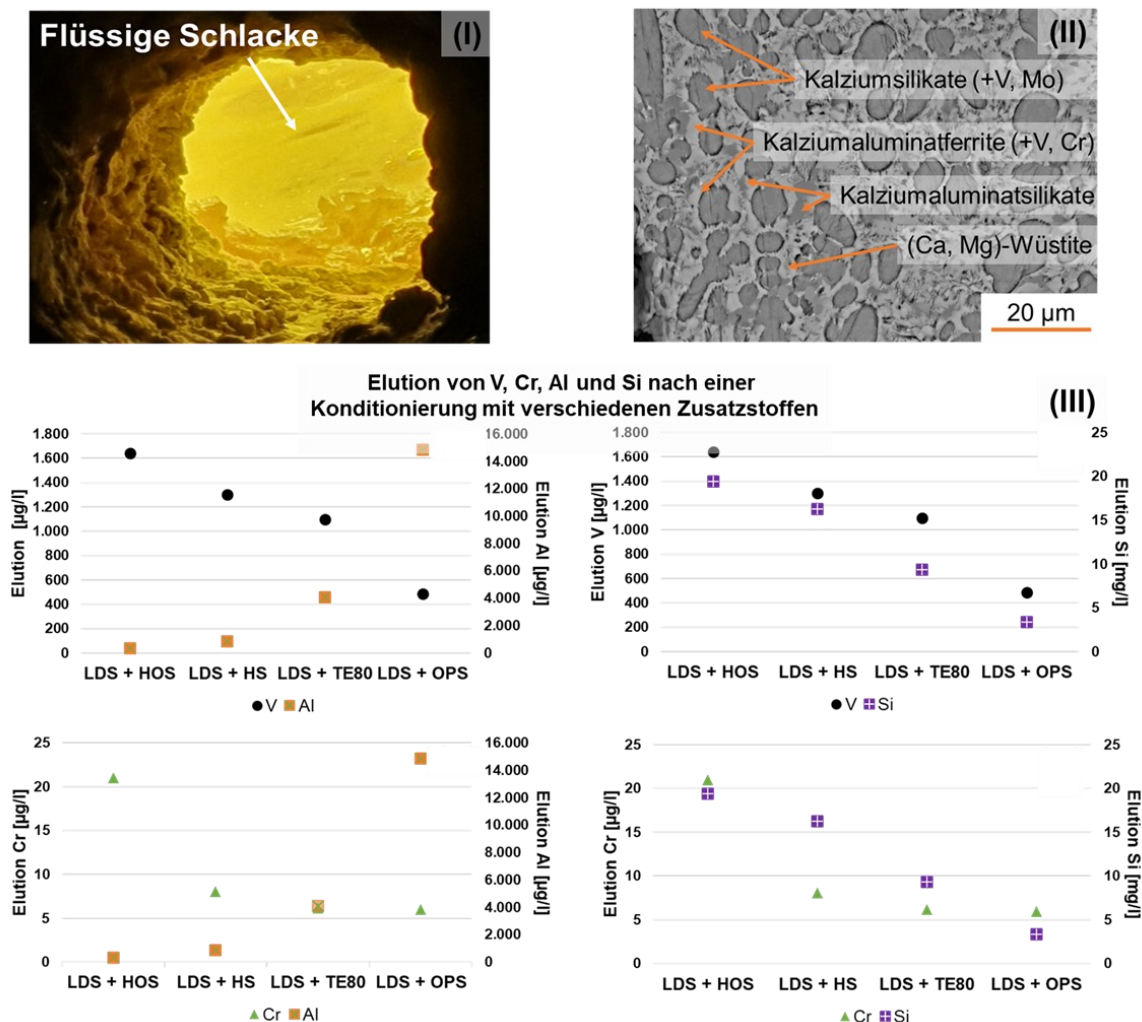 Flüssige Schlacke
(I)
(II)
Kalziumsilikate (+V, Mo)
Kalziumaluminatferrite (+V, Cr)
Kalziumaluminatsilikate
(Ca, Mg)-Wüstite
20 µm
Elution von V, Cr, Al und Si nach einer
Konditionierung mit verschiedenen Zusatzstoffen
(III)
Elution [µg/l]
1.800
1.600
1.400
1.200
1.000
800
600
400
200
0
16.000
14.000
12.000
10.000
8.000
6.000
4.000
2.000
0
Elution Al [µg/l]
LDS + HOS LDS + HS LDS + TE80 LDS + OPS
V Al
Elution V [µg/l]
1.800
1.600
1.400
1.200
1.000
800
600
400
200
0
25
20
15
10
5
0
Elution Si [mg/l]
LDS + HOS LDS + HS LDS + TE80 LDS + OPS
V Si
Elution Cr [µg/l]
25
20
15
10
5
0
16.000
14.000
12.000
10.000
8.000
6.000
4.000
2.000
0
Elution Al [µg/l]
LDS + HOS LDS + HS LDS + TE80 LDS + OPS
Cr Al
Elution Cr [µg/l]
25
20
15
10
5
0
25
20
15
10
5
0
Elution Si [mg/l]
LDS + HOS LDS + HS LDS + TE80 LDS + OPS
Cr Si